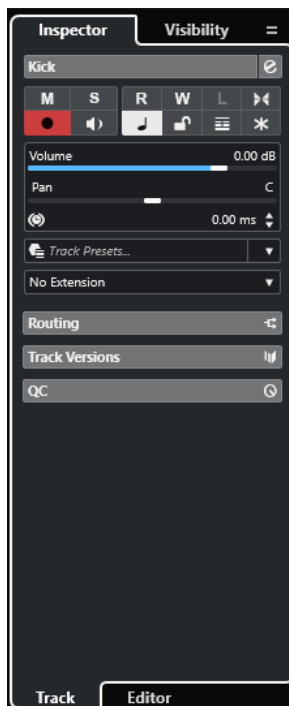 Inspector Visibility
Kick e
M S R W L
Volume 0.00 dB
Pan C
0.00 ms
Track Presets...
No Extension
Routing
Track Versions
QC
Track Editor